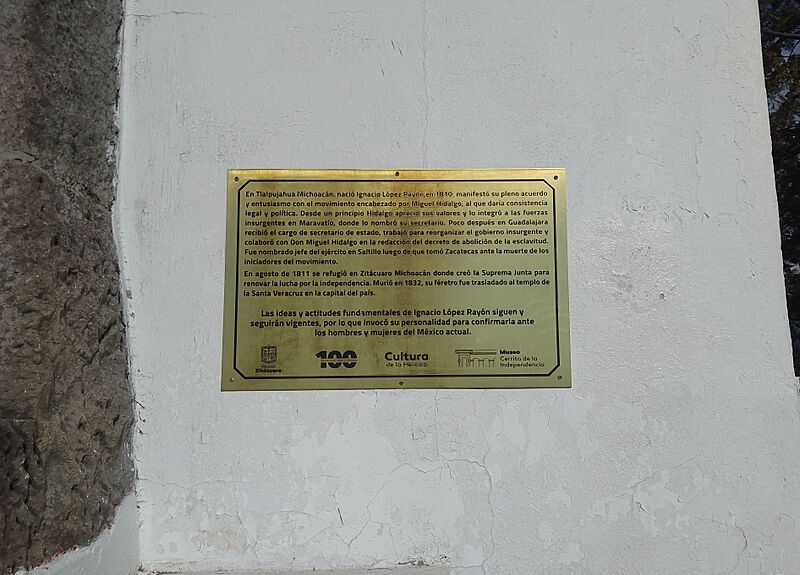 En Tlalpujahua Michoacán, nació Ignacio López Rayón, en 1810, manifestó su pleno acuerdo
y entusiasmo con el movimiento encabezado por Miguel Hidalgo, al que daría consistencia
legal y política. Desde un principio Hidalgo apreció sus valores y lo integró a las fuerzas
insurgentes en Maravatío, donde lo nombró su secretario. Poco después en Guadalajara
recibió el cargo de secretario de estado, trabajó para reorganizar el gobierno insurgente y
colaboró con Don Miguel Hidalgo en la redacción del decreto de abolición de la esclavitud.
Fue nombrado jefe del ejército en Saltillo luego de que tomó Zacatecas ante la muerte de los
iniciadores del movimiento.
En agosto de 1811 se refugió en Zitácuaro Michoacán donde creó la Suprema Junta para
renovar la lucha por la Independencia. Murió en 1832, su féretro fue trasladado al templo de
la Santa Veracruz en la capital del país.
Las ideas y actitudes fundamentales de Ignacio López Rayón siguen y
seguirán vigentes, por lo que invocó su personalidad para confirmarla ante
los hombres y mujeres del México actual.
Zitácuaro
100
Cultura
de la Heroica
Museo
Cerrito de la
Independencia